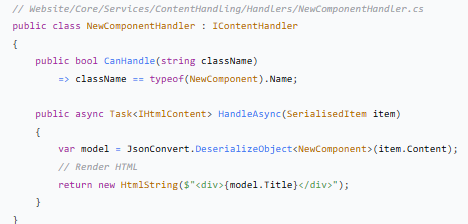 // Website/Core/Services/ContentHandling/Handlers/NewComponentHandler.cs
public class NewComponentHandler : IContentHandler
{
    public bool CanHandle(string className)
        => className == typeof(NewComponent).Name;

    public async Task<IHtmlContent> HandleAsync(SerialisedItem item)
    {
        var model = JsonConvert.DeserializeObject<NewComponent>(item.Content);
        // Render HTML
        return new HtmlString($"<div>{model.Title}</div>");
    }
}